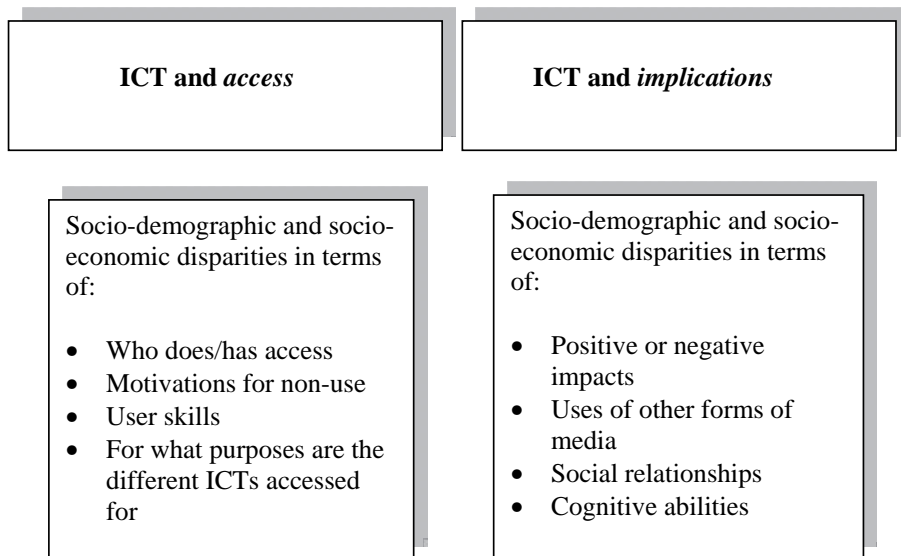 ICT and access
ICT and implications
Socio-demographic and socio-
economic disparities in terms
of:
• Who does/has access
• Motivations for non-use
• User skills
• For what purposes are the
different ICTs accessed
for
Socio-demographic and socio-
economic disparities in terms
of:
• Positive or negative
impacts
• Uses of other forms of
media
• Social relationships
• Cognitive abilities